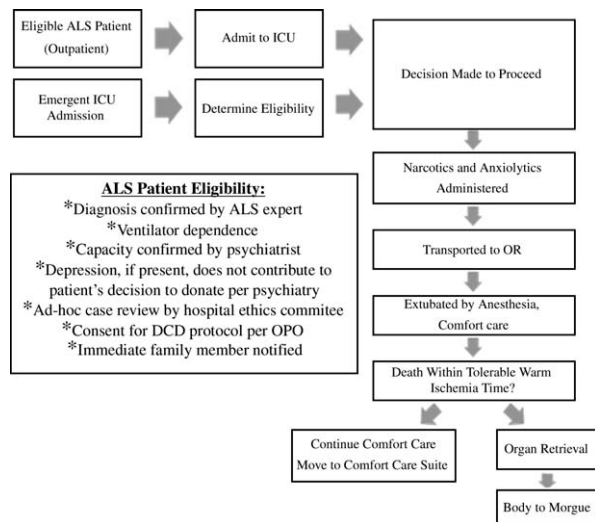 Eligible ALS Patient
(Outpatient)
Admit to ICU
Decision Made to Proceed
Emergent ICU
Admission
Determine Eligibility
Narcotics and Anxiolytics
Administered
ALS Patient Eligibility:
*Diagnosis confirmed by ALS expert
*Ventilator dependence
*Capacity confirmed by psychiatrist
*Depression, if present, does not contribute to
patient's decision to donate per psychiatry
*Ad-hoc case review by hospital ethics commitee
*Consent for DCD protocol per OPO
*Immediate family member notified
Transported to OR
Extubated by Anesthesia,
Comfort care
Death Within Tolerable Warm
Ischemia Time?
Continue Comfort Care
Move to Comfort Care Suite
Organ Retrieval
Body to Morgue